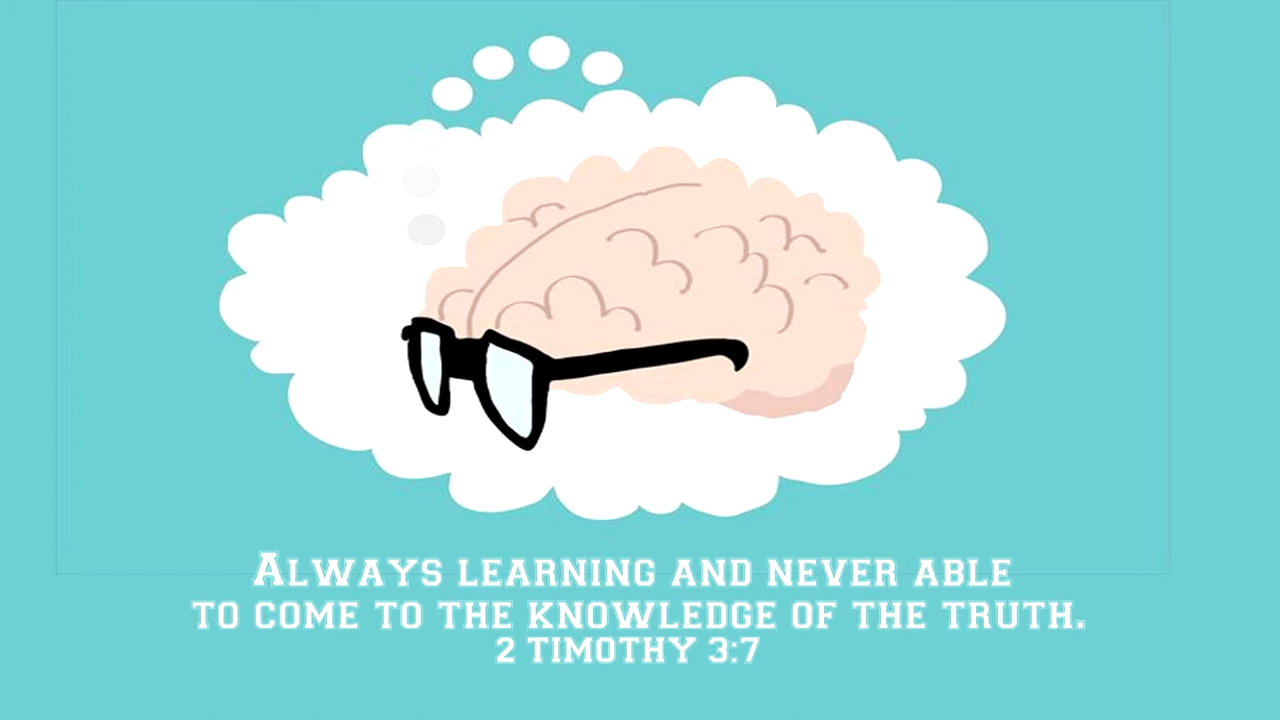 Always learning and never able
to come to the knowledge of the truth.
2 Timothy 3:7